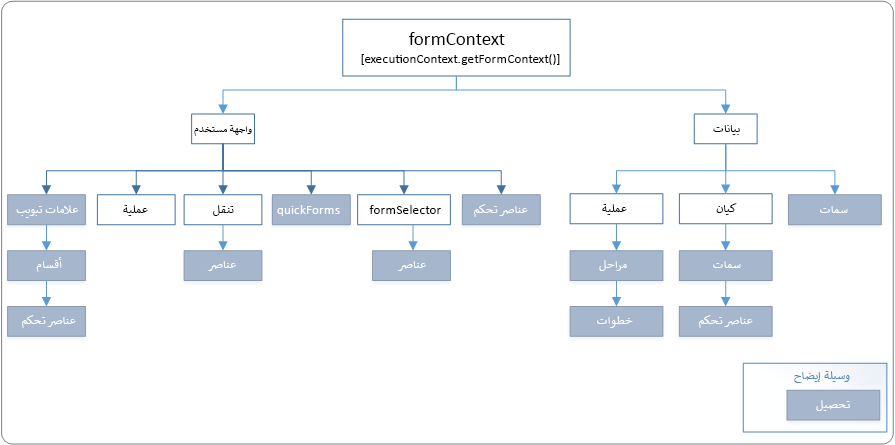 formContext
[executionContext.getFormContext()]
واجهة مستخدم
بيانات
علامات تبويب
عملية
تنقل
quickForms
formSelector
عناصر تحكم
عملية
كيان
سمات
أقسام
عناصر
عناصر
مراحل
سمات
عناصر تحكم
خطوات
عناصر تحكم
وسيلة إيضاح
تحصيل